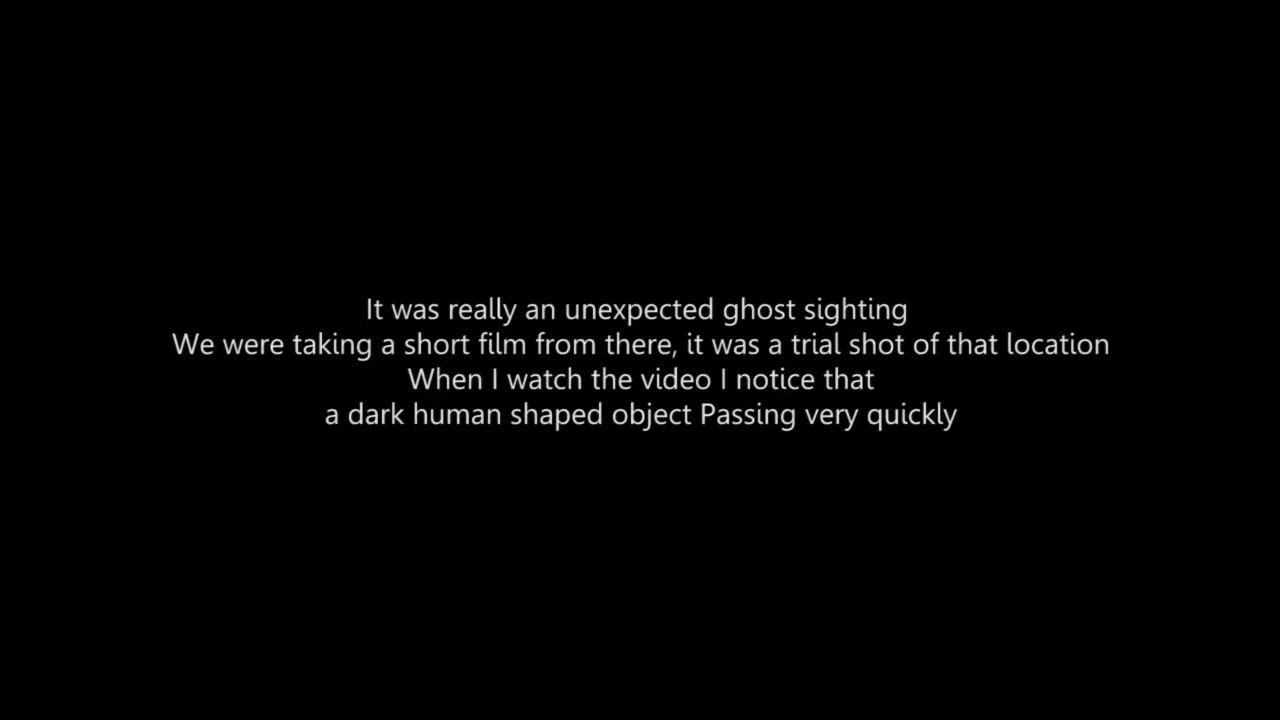 It was really an unexpected ghost sighting
We were taking a short film from there, it was a trial shot of that location
When I watch the video I notice that
a dark human shaped object Passing very quickly